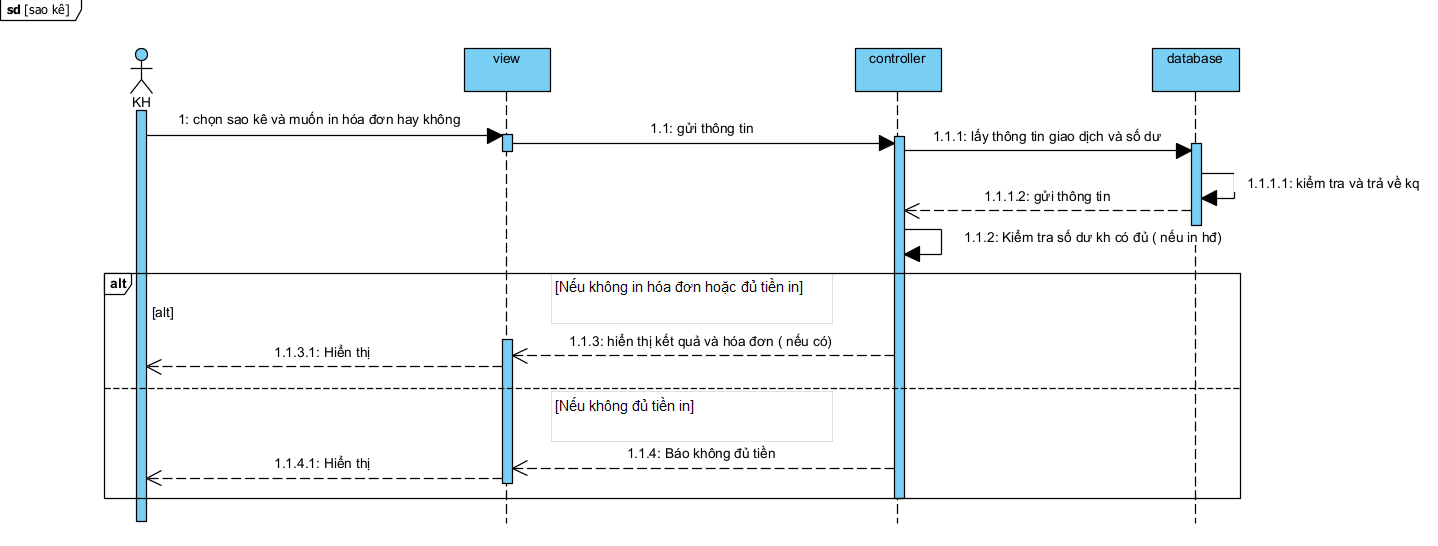 sd [sao kê]
view
controller
database
KH
1: chọn sao kê và muốn in hóa đơn hay không
1.1: gửi thông tin
1.1.1: lấy thông tin giao dịch và số dư
1.1.1.1: kiểm tra và trả về kq
1.1.1.2: gửi thông tin
1.1.2: Kiểm tra số dư kh có đủ ( nếu in hđ)
alt
[Nếu không in hóa đơn hoặc đủ tiền in]
[alt]
1.1.3: hiển thị kết quả và hóa đơn ( nếu có)
1.1.3.1: Hiển thị
[Nếu không đủ tiền in]
1.1.4: Báo không đủ tiền
1.1.4.1: Hiển thị